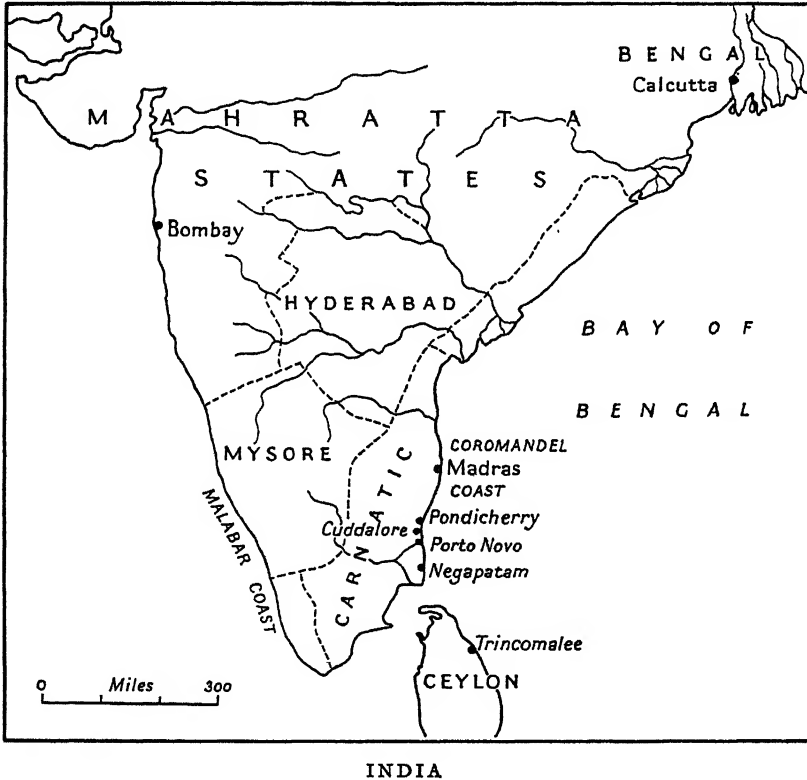 BENGAL
Calcutta
MAHRATTA
STATES
Bombay
HYDERABAD
BAY OF
BENGAL
MYSORE
COROMANDEL
Madras
COAST
CARNATIC
Pondicherry
Cuddalore
Porto Novo
Negapatam
MALABAR COAST
Trincomalee
CEYLON
0 Miles 300
INDIA